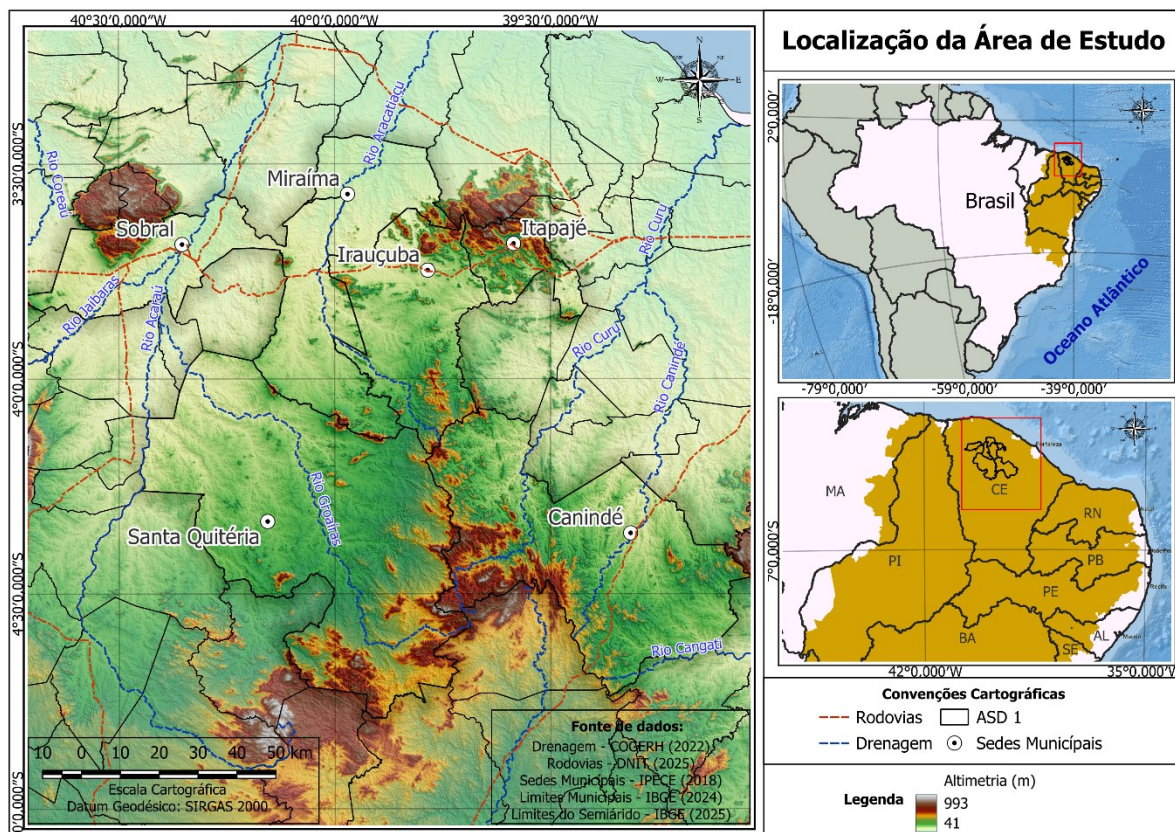 40°30'0,000''W
40°0'0,000''W
39°30'0,000''W
3°30'0,000''S
4°0'0,000''S
4°30'0,000''S
N
W
E
S
Rio Coreaú
Rio Aracatiaçu
Miraíma
Sobral
Irauçuba
Itapajé
Rio Curu
Rio Jaibaras
Rio Acaraú
Rio Curu
Rio Canindé
Rio Groaíras
Santa Quitéria
Canindé
Rio Cangati
10 0 10 20 30 40 50 km
Escala Cartográfica
Datum Geodésico: SIRGAS 2000
Fonte de dados:
Drenagem - COGERH (2022)
Rodovias - DNIT (2025)
Sedes Municipais - IPECE (2018)
Limites Municipais - IBGE (2024)
Limites do Semiárido - IBGE (2025)
Localização da Área de Estudo
2°0,000'
-18°0,000'
Brasil
Oceano Atlântico
-79°0,000'
-59°0,000'
-39°0,000'
7°0,000'S
Fortaleza
MA
CE
RN
PI
PB
PE
Recife
BA
AL
SE
42°0,000'W
35°0,000'W
Convenções Cartográficas
Rodovias
ASD 1
Drenagem
Sedes Municípais
Legenda
Altimetria (m)
993
41